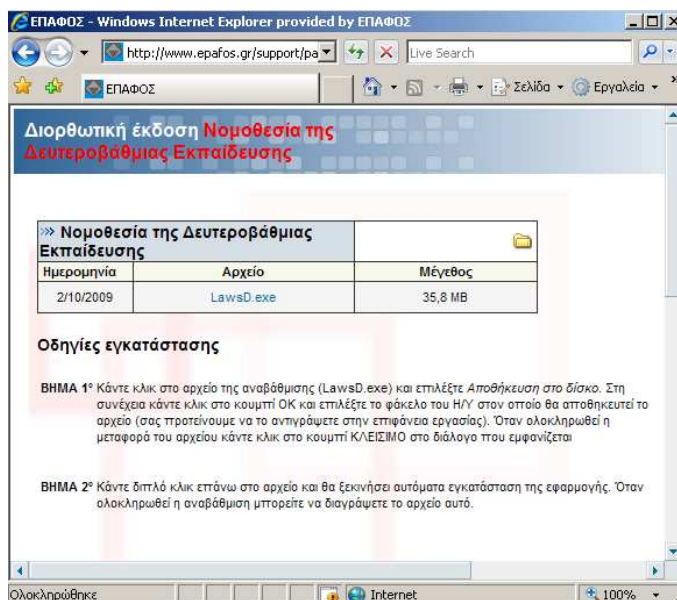 ΕΠΑΦΟΣ - Windows Internet Explorer provided by ΕΠΑΦΟΣ
http://www.epafos.gr/support/pa
Live Search
ΕΠΑΦΟΣ
Σελίδα
Εργαλεία
»
Διορθωτική έκδοση Νομοθεσία της
Δευτεροβάθμιας Εκπαίδευσης
»» Νομοθεσία της Δευτεροβάθμιας
Εκπαίδευσης
Ημερομηνία Αρχείο Μέγεθος
2/10/2009 LawsD.exe 35,8 MB
Οδηγίες εγκατάστασης
ΒΗΜΑ 1° Κάντε κλικ στο αρχείο της αναβάθμισης (LawsD.exe) και επιλέξτε Αποθήκευση στο δίσκο. Στη
συνέχεια κάντε κλικ στο κουμπί ΟΚ και επιλέξτε το φάκελο του Η/Υ στον οποίο θα αποθηκευτεί το
αρχείο (σας προτείνουμε να το αντιγράψετε στην επιφάνεια εργασίας). Όταν ολοκληρωθεί η
μεταφορά του αρχείου κάντε κλικ στο κουμπί ΚΛΕΙΣΙΜΟ στο διάλογο που εμφανίζεται
ΒΗΜΑ 2° Κάντε διπλό κλικ επάνω στο αρχείο και θα ξεκινήσει αυτόματα εγκατάσταση της εφαρμογής. Όταν
ολοκληρωθεί η αναβάθμιση μπορείτε να διαγράψετε το αρχείο αυτό.
Ολοκληρώθηκε
Internet
100%